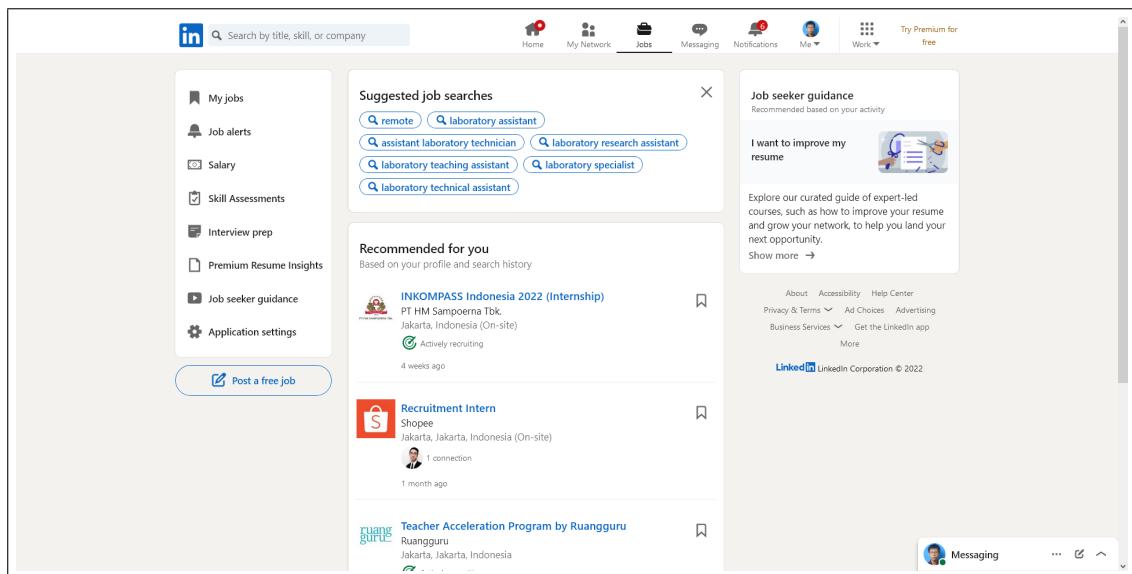 in
Search by title, skill, or company
Home
My Network
Jobs
Messaging
6
Notifications
Me
Work
Try Premium for
free
My jobs
Job alerts
Salary
Skill Assessments
Interview prep
Premium Resume Insights
Job seeker guidance
Application settings
Post a free job
Suggested job searches
remote
laboratory assistant
assistant laboratory technician
laboratory research assistant
laboratory teaching assistant
laboratory specialist
laboratory technical assistant
Recommended for you
Based on your profile and search history
INKOMPASS Indonesia 2022 (Internship)
PT HM Sampoerna Tbk.
Jakarta, Indonesia (On-site)
Actively recruiting
4 weeks ago
S
Recruitment Intern
Shopee
Jakarta, Jakarta, Indonesia (On-site)
1 connection
1 month ago
ruang
guru
Teacher Acceleration Program by Ruangguru
Ruangguru
Jakarta, Jakarta, Indonesia
Job seeker guidance
Recommended based on your activity
I want to improve my
resume
Explore our curated guide of expert-led
courses, such as how to improve your resume
and grow your network, to help you land your
next opportunity.
Show more →
About Accessibility Help Center
Privacy & Terms Ad Choices Advertising
Business Services Get the LinkedIn app
More
LinkedIn LinkedIn Corporation © 2022
Messaging